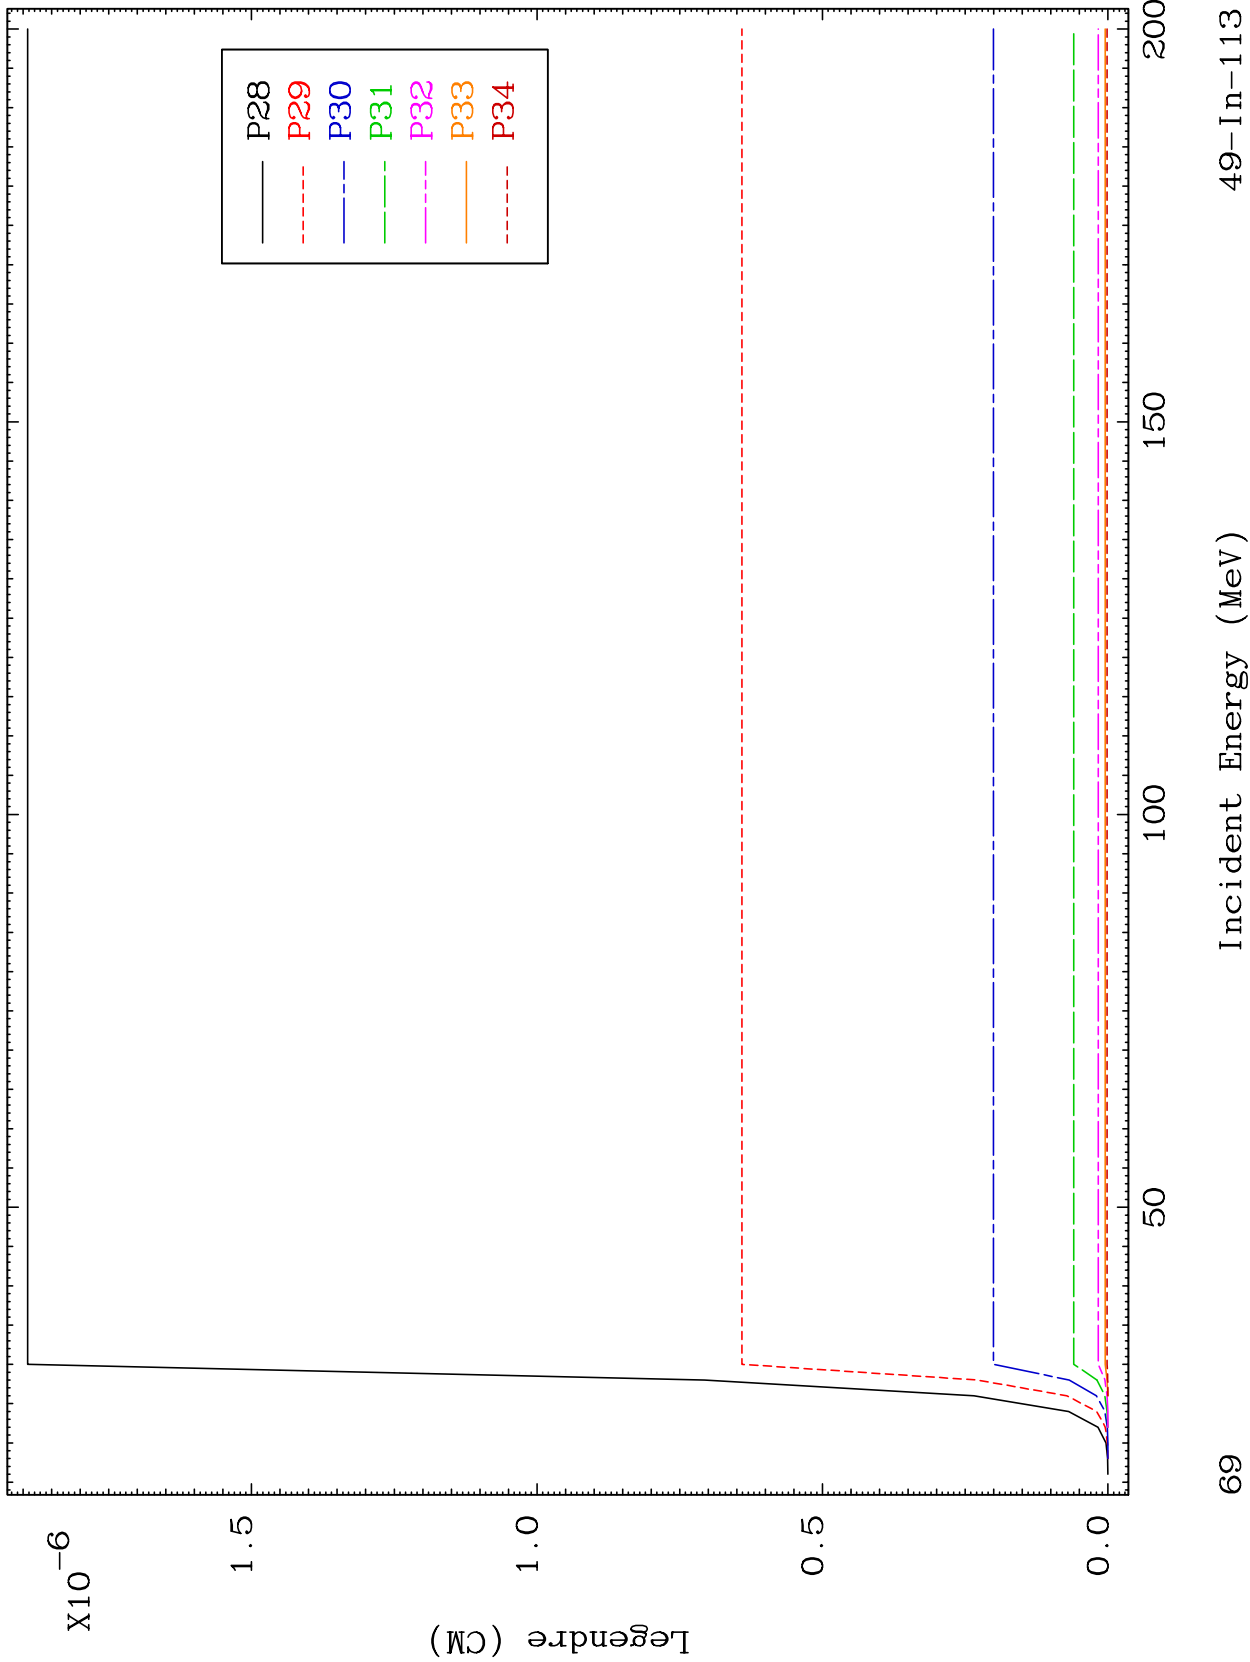 X10-6
1.5
1.0
0.5
0.0
Legendre (CM)
P28
P29
P30
P31
P32
P33
P34
50
100
150
200
Incident Energy (MeV)
69
49-In-113